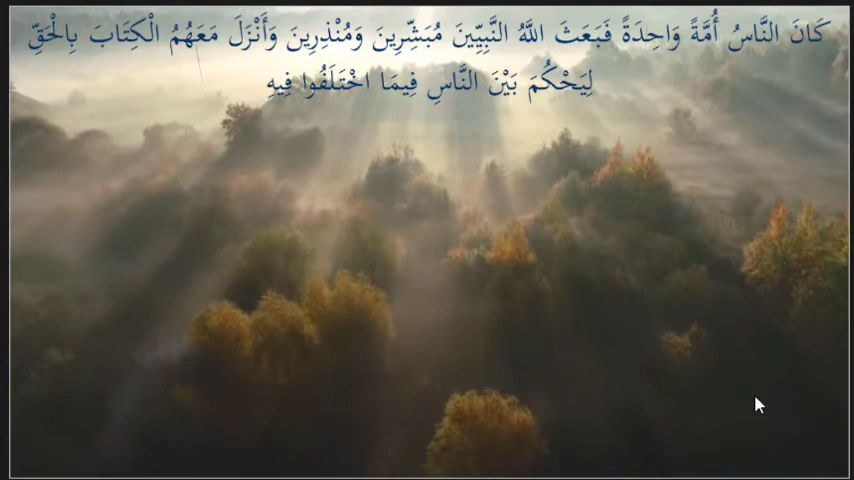 كَانَ النَّاسُ أُمَّةً وَاحِدَةً فَبَعَثَ اللَّهُ النَّبِيِّينَ مُبَشِّرِينَ وَمُنْذِرِينَ وَأَنْزَلَ مَعَهُمُ الْكِتَابَ بِالْحَقِّ
لِيَحْكُمَ بَيْنَ النَّاسِ فِيمَا اخْتَلَفُوا فِيهِ